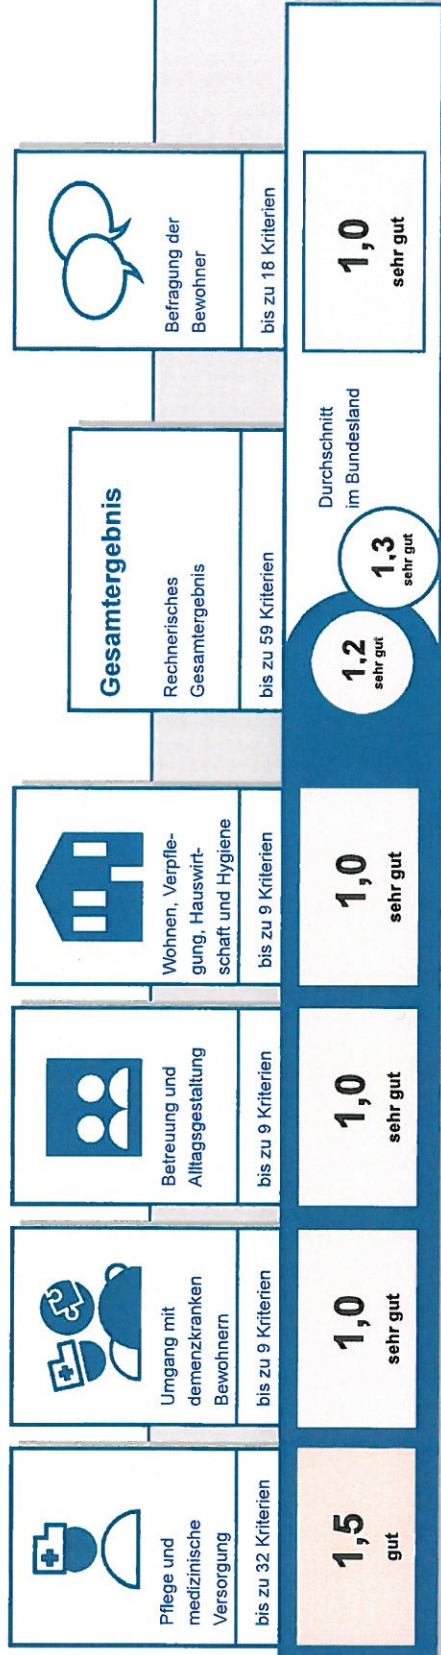 Pflege und
medizinische
Versorgung
bis zu 32 Kriterien
1,5
gut
Umgang mit
demenzkranken
Bewohnern
bis zu 9 Kriterien
1,0
sehr gut
Betreuung und
Alltagsgestaltung
bis zu 9 Kriterien
1,0
sehr gut
Wohnen, Verpfle-
gung, Hauswirt-
schaft und Hygiene
bis zu 9 Kriterien
1,0
sehr gut
Gesamtergebnis
Rechnerisches
Gesamtergebnis
bis zu 59 Kriterien
1,2
sehr gut
1,3
sehr gut
Durchschnitt
im Bundesland
Befragung der
Bewohner
bis zu 18 Kriterien
1,0
sehr gut